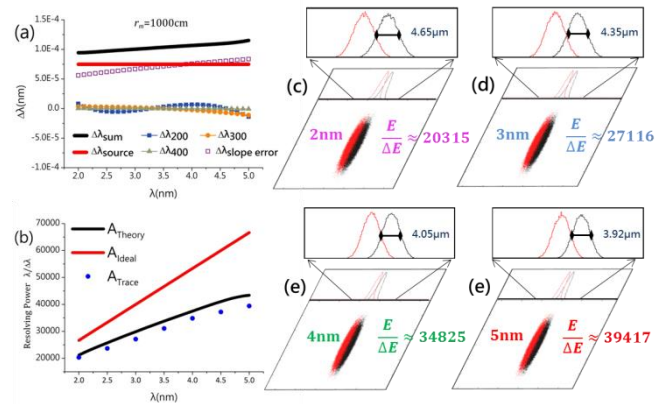 (a)
rₘ=1000cm
1.5E-4
1.0E-4
5.0E-5
0.0
-5.0E-5
-1.0E-4
Δλ(nm)
Δλsum Δλ200 Δλ300
Δλsource Δλ400 Δλslope error
2.0 2.5 3.0 3.5 4.0 4.5 5.0
λ(nm)
(b)
70000
60000
50000
40000
30000
20000
Resolving Power λ/Δλ
A_Theory
A_Ideal
A_Trace
2.0 2.5 3.0 3.5 4.0 4.5 5.0
λ(nm)
4.65μm
(c)
2nm E/ΔE ≈ 20315
4.35μm
(d)
3nm E/ΔE ≈ 27116
4.05μm
(e)
4nm E/ΔE ≈ 34825
3.92μm
(e)
5nm E/ΔE ≈ 39417